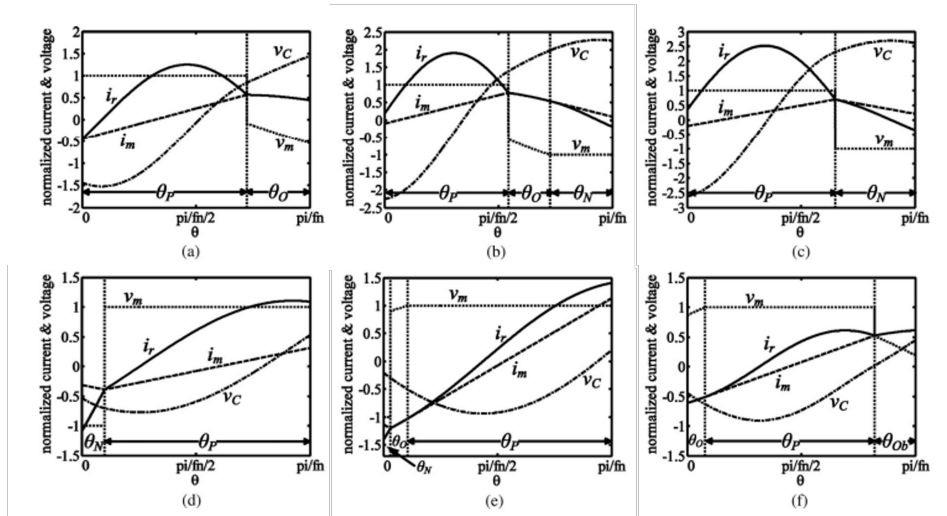 normalized current & voltage
2
1.5
1
0.5
0
-0.5
-1
-1.5
-2
i_r
i_m
v_C
v_m
θ_P
θ_O
0
pi/fn/2
pi/fn
θ
(a)
normalized current & voltage
2.5
2
1.5
1
0.5
0
-0.5
-1
-1.5
-2
-2.5
i_r
i_m
v_C
v_m
θ_P
θ_O
θ_N
0
pi/fn/2
pi/fn
θ
(b)
normalized current & voltage
3
2.5
2
1.5
1
0.5
0
-0.5
-1
-1.5
-2
-2.5
-3
i_r
i_m
v_C
v_m
θ_P
θ_N
0
pi/fn/2
pi/fn
θ
(c)
normalized current & voltage
1.5
1
0.5
0
-0.5
-1
-1.5
v_m
i_r
i_m
v_C
θ_N
θ_P
0
pi/fn/2
pi/fn
θ
(d)
normalized current & voltage
1.5
1
0.5
0
-0.5
-1
-1.5
v_m
i_r
i_m
v_C
θ_O
θ_P
θ_N
0
pi/fn/2
pi/fn
θ
(e)
normalized current & voltage
1.5
1
0.5
0
-0.5
-1
-1.5
v_m
i_r
i_m
v_C
θ_O
θ_P
θ_Ob
0
pi/fn/2
pi/fn
θ
(f)